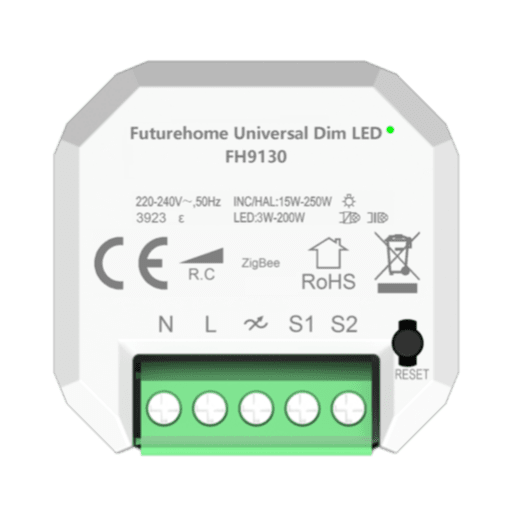 Futurehome Universal Dim LED
FH9130
220-240V~,50Hz INC/HAL:15W-250W
3923 ε LED:3W-200W
CE R.C ZigBee RoHS
N L S1 S2
RESET